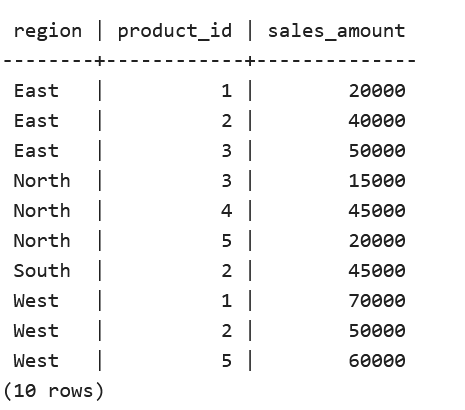 region | product_id | sales_amount
--------+------------+--------------
 East   |          1 |        20000
 East   |          2 |        40000
 East   |          3 |        50000
 North  |          3 |        15000
 North  |          4 |        45000
 North  |          5 |        20000
 South  |          2 |        45000
 West   |          1 |        70000
 West   |          2 |        50000
 West   |          5 |        60000
(10 rows)